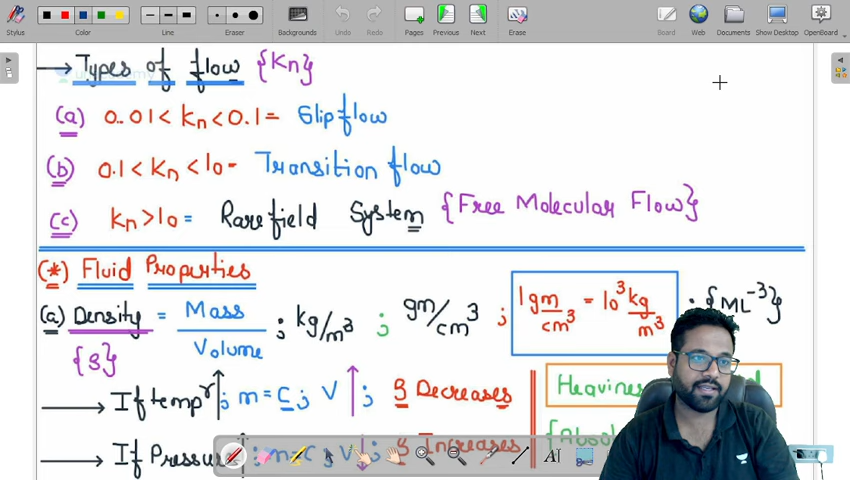 Stylus
Color
Line
Eraser
Backgrounds
Undo
Redo
Pages
Previous
Next
Erase
Board
Web
Documents
Show Desktop
OpenBoard
→ Types of flow {Kn}
(a) 0.01 < Kn < 0.1 = Slip flow
(b) 0.1 < Kn < 10 - Transition flow
(c) Kn > 10 = Rarefield System {Free Molecular Flow}
(*) Fluid Properties
(a) Density = Mass / Volume ; kg/m³ ; gm/cm³ ; 1 gm/cm³ = 10³ kg/m³ ; {ML⁻³}
{ρ}
→ If tempr ↑ ; m = C ; V ↑ ; ρ Decreases
→ If Pressure ; m = C ; V ↓ ; ρ Increases